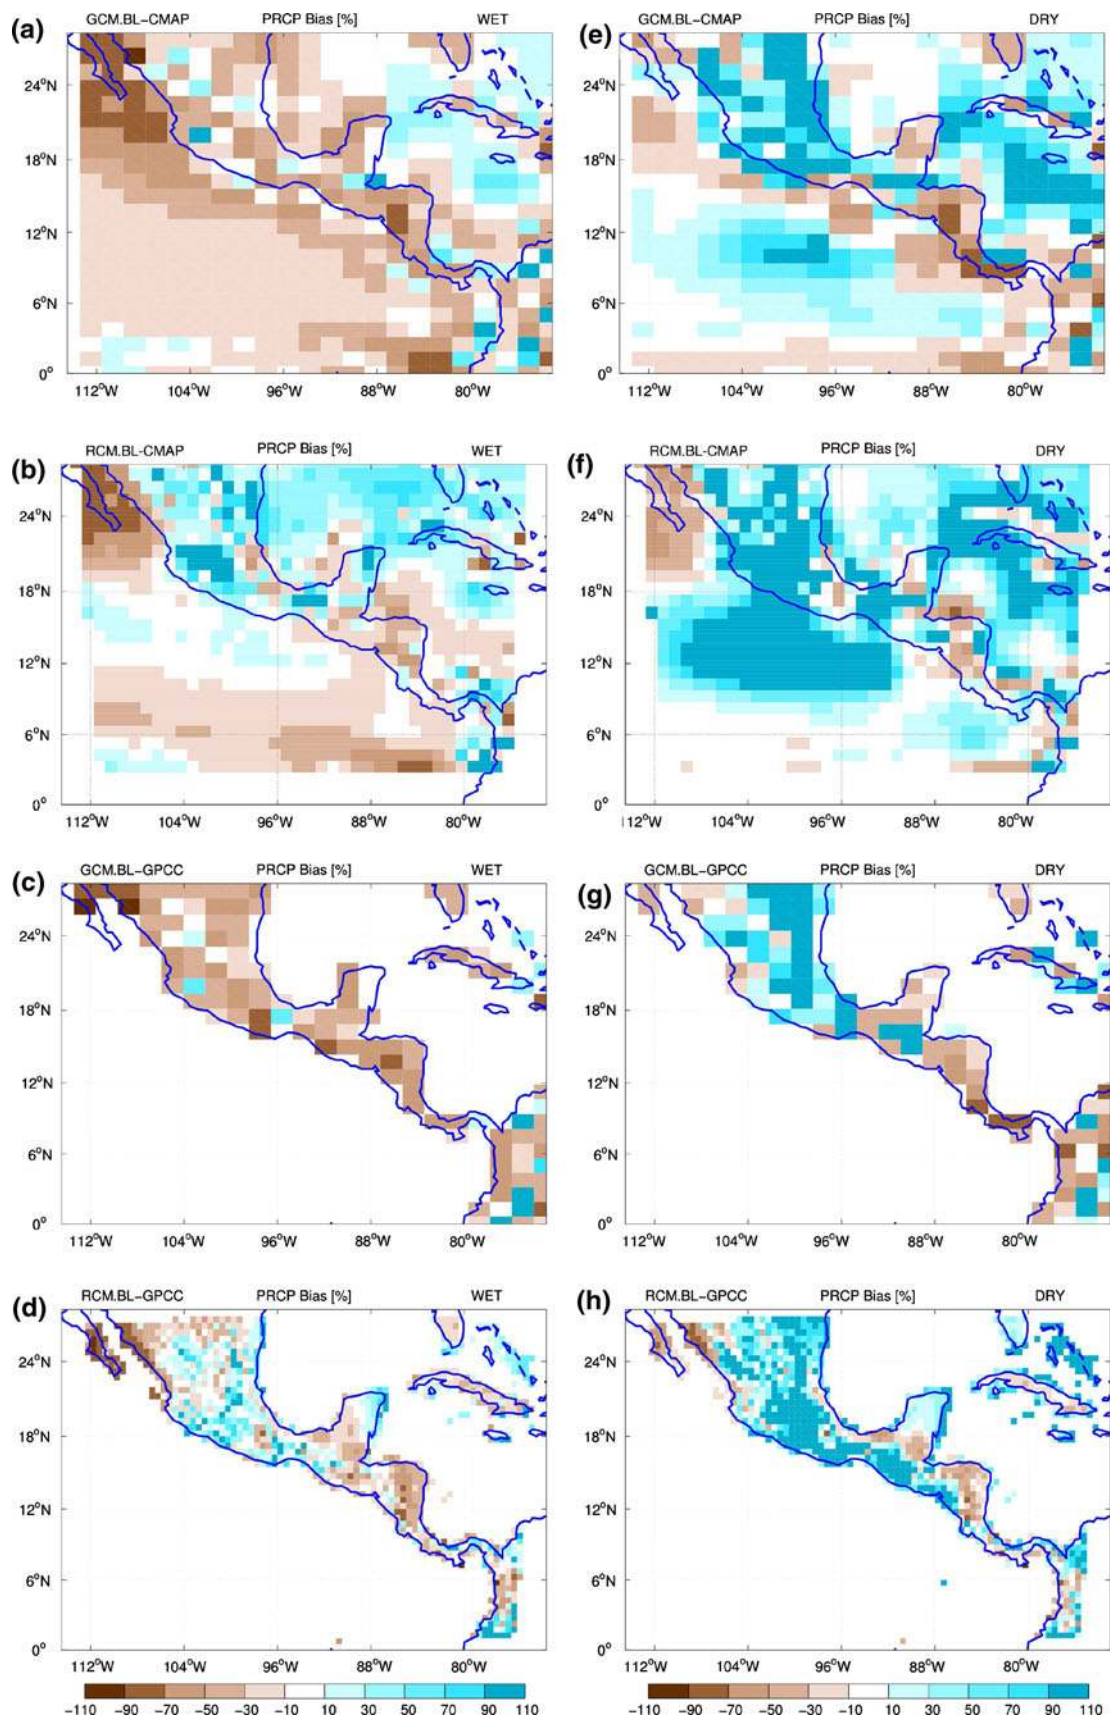 (a) GCM.BL−CMAP PRCP Bias [%] WET
24°N
18°N
12°N
6°N
0°
112°W 104°W 96°W 88°W 80°W
(e) GCM.BL−CMAP PRCP Bias [%] DRY
24°N
18°N
12°N
6°N
0°
112°W 104°W 96°W 88°W 80°W
(b) RCM.BL-CMAP PRCP Bias [%] WET
24°N
18°N
12°N
6°N
0°
112°W 104°W 96°W 88°W 80°W
(f) RCM.BL-CMAP PRCP Bias [%] DRY
24°N
18°N
12°N
6°N
0°
112°W 104°W 96°W 88°W 80°W
(c) GCM.BL−GPCC PRCP Bias [%] WET
24°N
18°N
12°N
6°N
0°
112°W 104°W 96°W 88°W 80°W
(g) GCM.BL−GPCC PRCP Bias [%] DRY
24°N
18°N
12°N
6°N
0°
112°W 104°W 96°W 88°W 80°W
(d) RCM.BL−GPCC PRCP Bias [%] WET
24°N
18°N
12°N
6°N
0°
112°W 104°W 96°W 88°W 80°W
−110 −90 −70 −50 −30 −10 10 30 50 70 90 110
(h) RCM.BL−GPCC PRCP Bias [%] DRY
24°N
18°N
12°N
6°N
0°
112°W 104°W 96°W 88°W 80°W
−110 −90 −70 −50 −30 −10 10 30 50 70 90 110